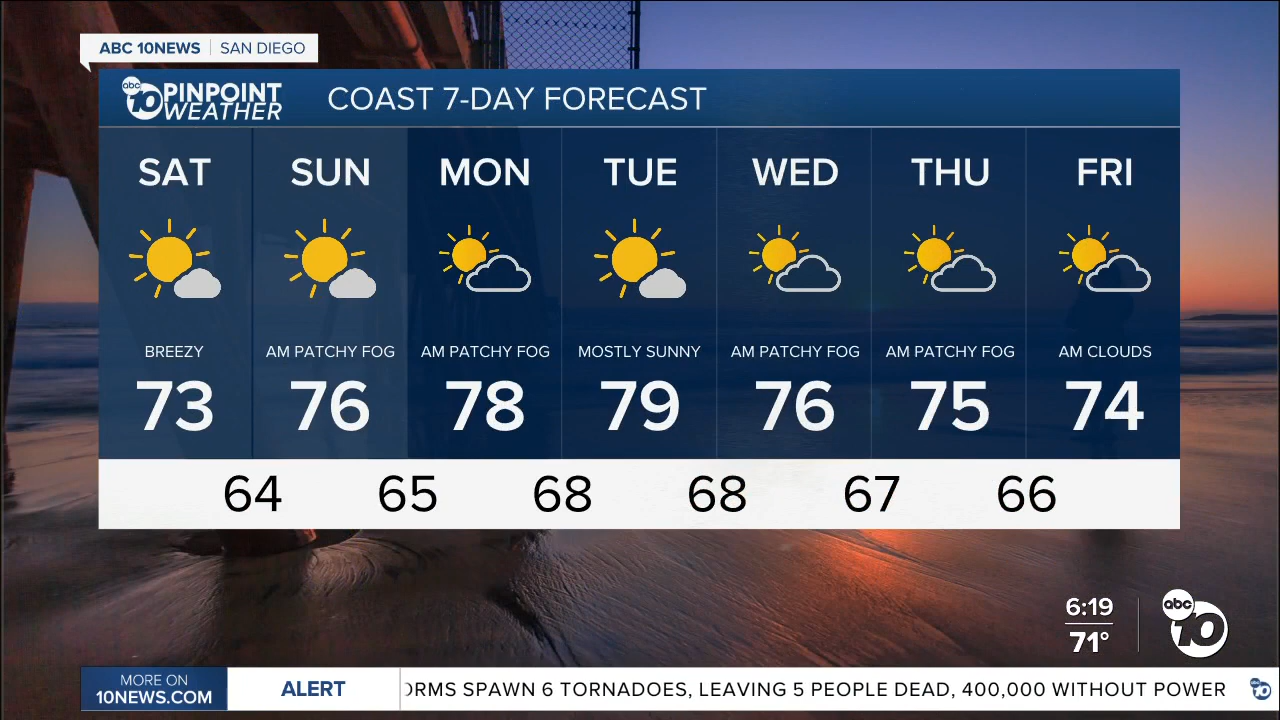 ABC 10NEWS SAN DIEGO
abc 10 PINPOINT WEATHER
COAST 7-DAY FORECAST
SAT SUN MON TUE WED THU FRI
BREEZY AM PATCHY FOG AM PATCHY FOG MOSTLY SUNNY AM PATCHY FOG AM PATCHY FOG AM CLOUDS
73 76 78 79 76 75 74
64 65 68 68 67 66
6:19
71°
abc 10
MORE ON
10NEWS.COM
ALERT
ORMS SPAWN 6 TORNADOES, LEAVING 5 PEOPLE DEAD, 400,000 WITHOUT POWER
10